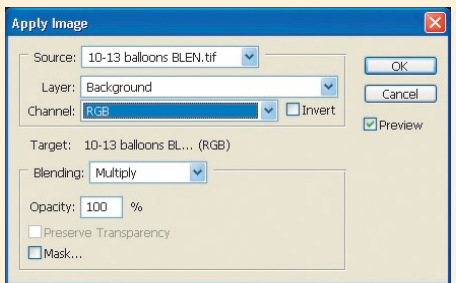 Apply Image
Source: 10-13 balloons BLEN.tif
OK
Layer: Background
Cancel
Channel: RGB Invert
Preview
Target: 10-13 balloons BL... (RGB)
Blending: Multiply
Opacity: 100 %
Preserve Transparency
Mask...